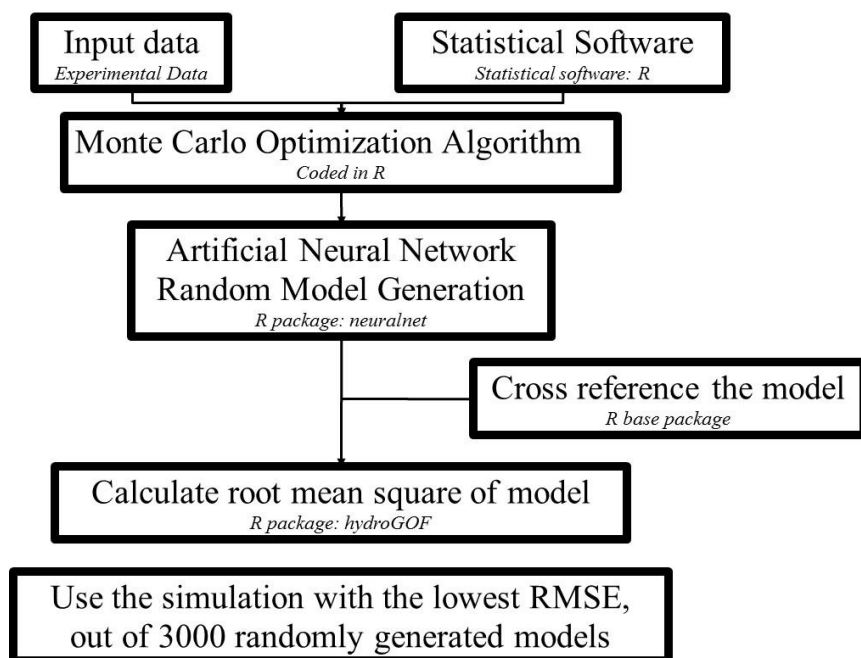 Input data
Experimental Data
Statistical Software
Statistical software: R
Monte Carlo Optimization Algorithm
Coded in R
Artificial Neural Network
Random Model Generation
R package: neuralnet
Cross reference the model
R base package
Calculate root mean square of model
R package: hydroGOF
Use the simulation with the lowest RMSE,
out of 3000 randomly generated models